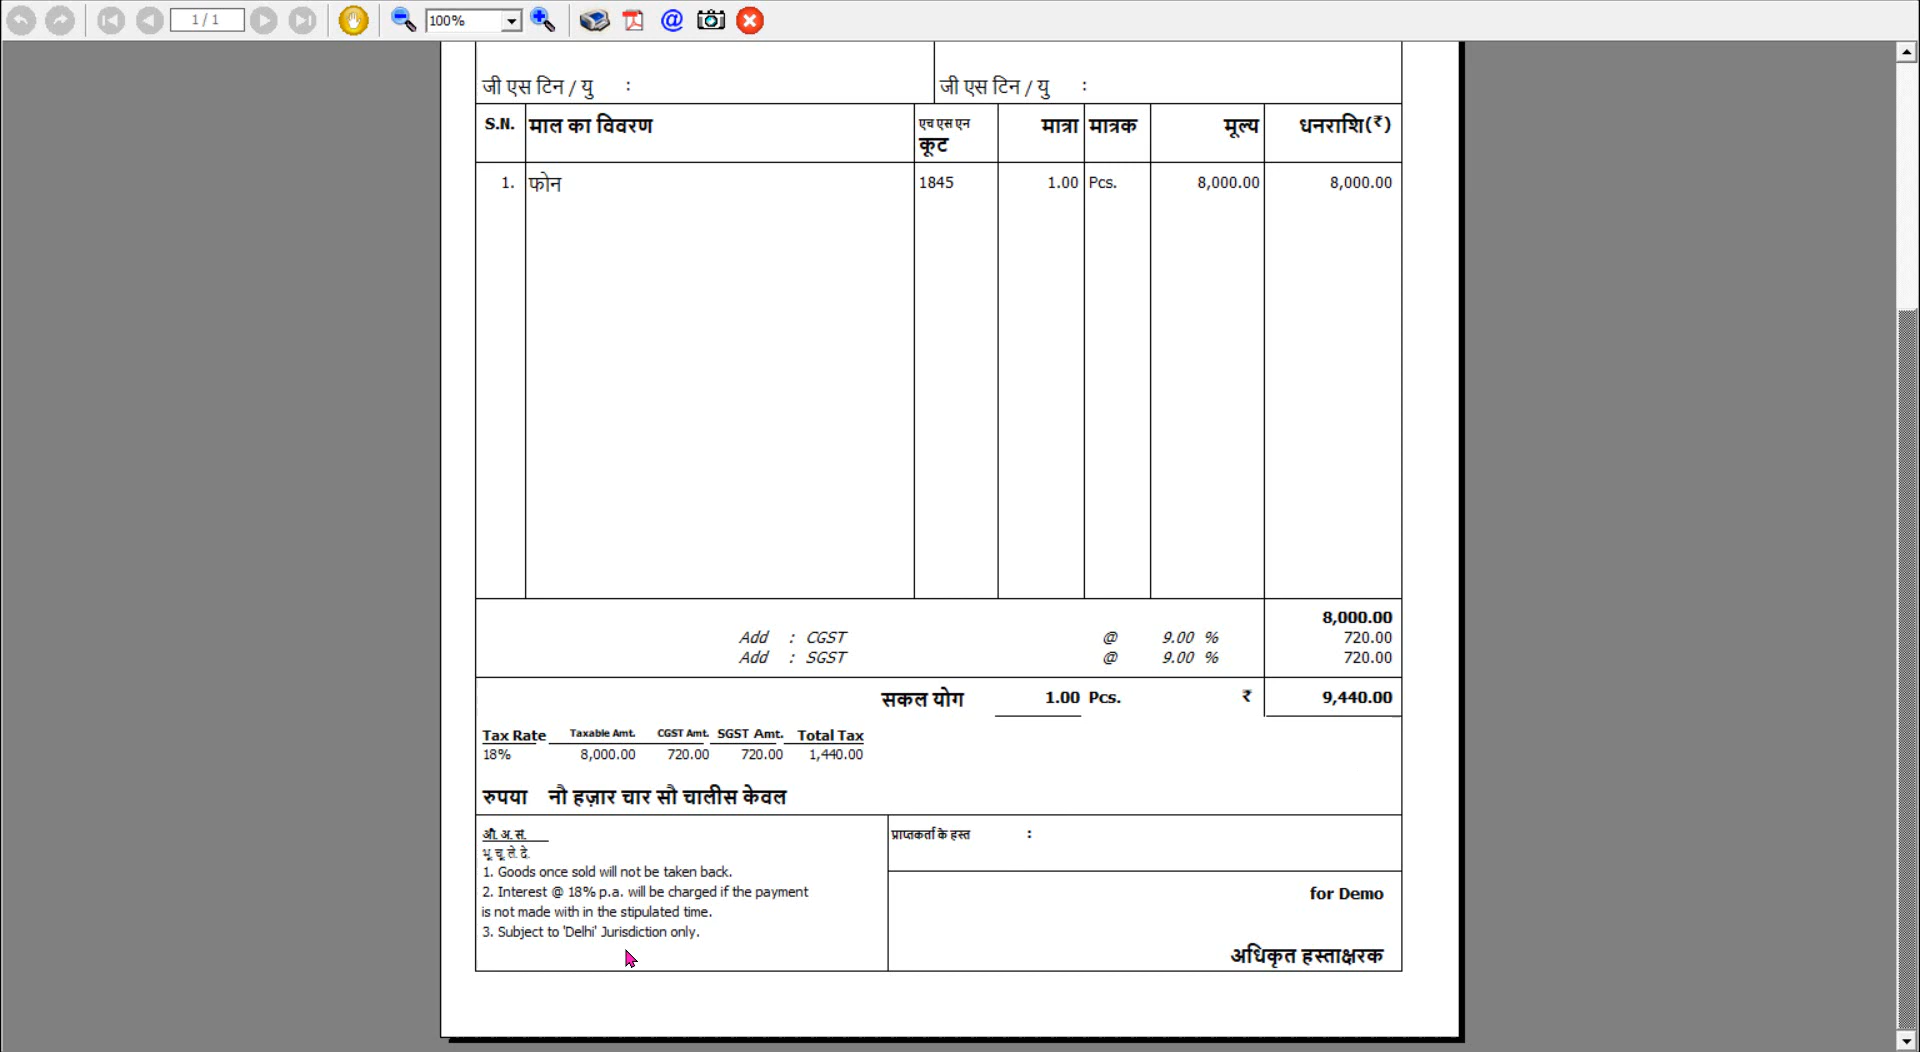 1 / 1
100%
जी एस टिन / यु :
जी एस टिन / यु :
S.N. माल का विवरण एच एस एन कूट मात्रा मात्रक मूल्य धनराशि(₹)
1. फोन 1845 1.00 Pcs. 8,000.00 8,000.00
8,000.00
Add : CGST @ 9.00 % 720.00
Add : SGST @ 9.00 % 720.00
सकल योग 1.00 Pcs. ₹ 9,440.00
Tax Rate Taxable Amt. CGST Amt. SGST Amt. Total Tax
18% 8,000.00 720.00 720.00 1,440.00
रुपया नौ हज़ार चार सौ चालीस केवल
औ. अ. सं.
भू. चू. ले. दे.
1. Goods once sold will not be taken back.
2. Interest @ 18% p.a. will be charged if the payment
is not made with in the stipulated time.
3. Subject to 'Delhi' Jurisdiction only.
प्राप्तकर्ता के हस्त :
for Demo
अधिकृत हस्ताक्षरक